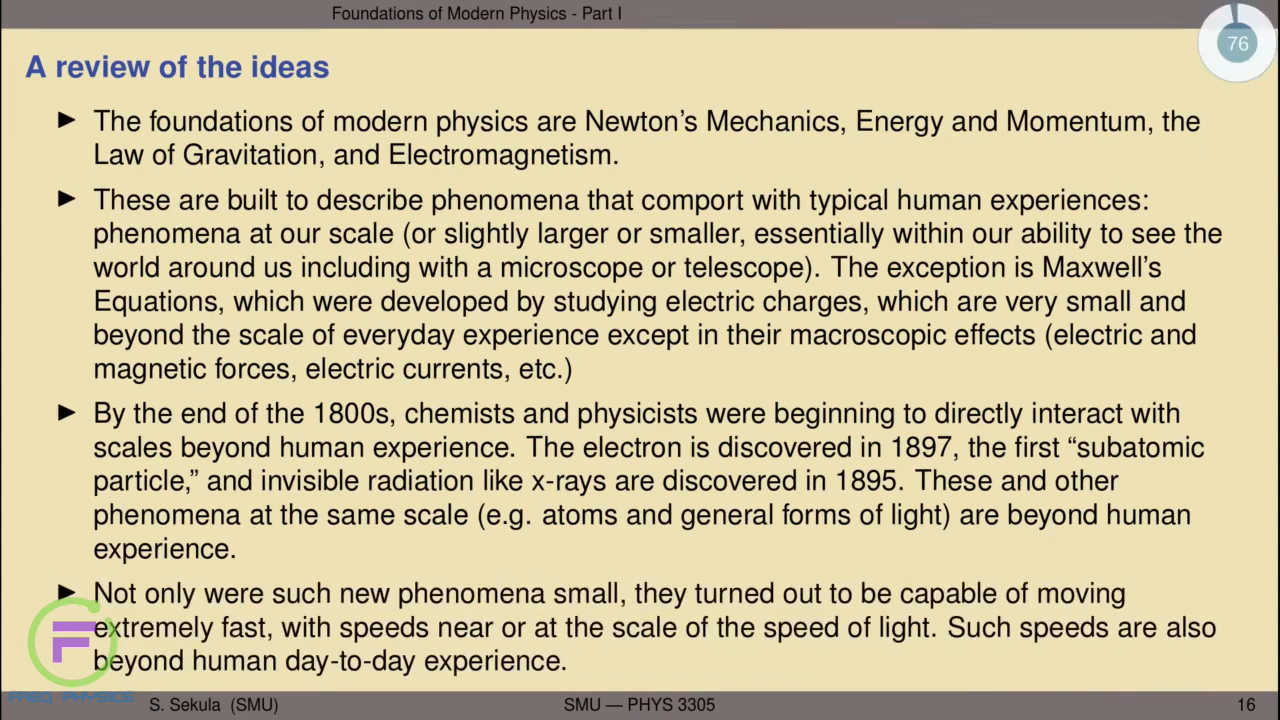 Foundations of Modern Physics - Part I
76
A review of the ideas
► The foundations of modern physics are Newton's Mechanics, Energy and Momentum, the
Law of Gravitation, and Electromagnetism.
► These are built to describe phenomena that comport with typical human experiences:
phenomena at our scale (or slightly larger or smaller, essentially within our ability to see the
world around us including with a microscope or telescope). The exception is Maxwell's
Equations, which were developed by studying electric charges, which are very small and
beyond the scale of everyday experience except in their macroscopic effects (electric and
magnetic forces, electric currents, etc.)
► By the end of the 1800s, chemists and physicists were beginning to directly interact with
scales beyond human experience. The electron is discovered in 1897, the first “subatomic
particle,” and invisible radiation like x-rays are discovered in 1895. These and other
phenomena at the same scale (e.g. atoms and general forms of light) are beyond human
experience.
► Not only were such new phenomena small, they turned out to be capable of moving
extremely fast, with speeds near or at the scale of the speed of light. Such speeds are also
beyond human day-to-day experience.
F
FREQ PHYSICS
S. Sekula (SMU)
SMU — PHYS 3305
16